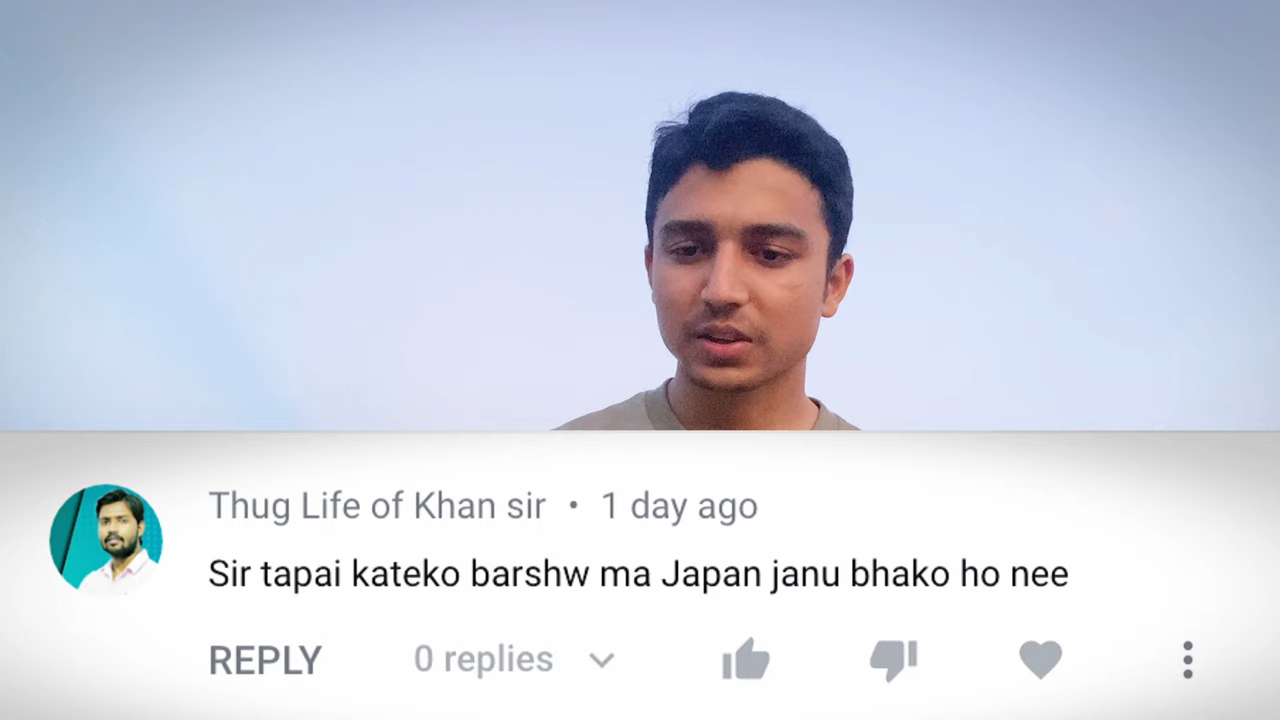 Thug Life of Khan sir • 1 day ago
Sir tapai kateko barshw ma Japan janu bhako ho nee
REPLY 0 replies